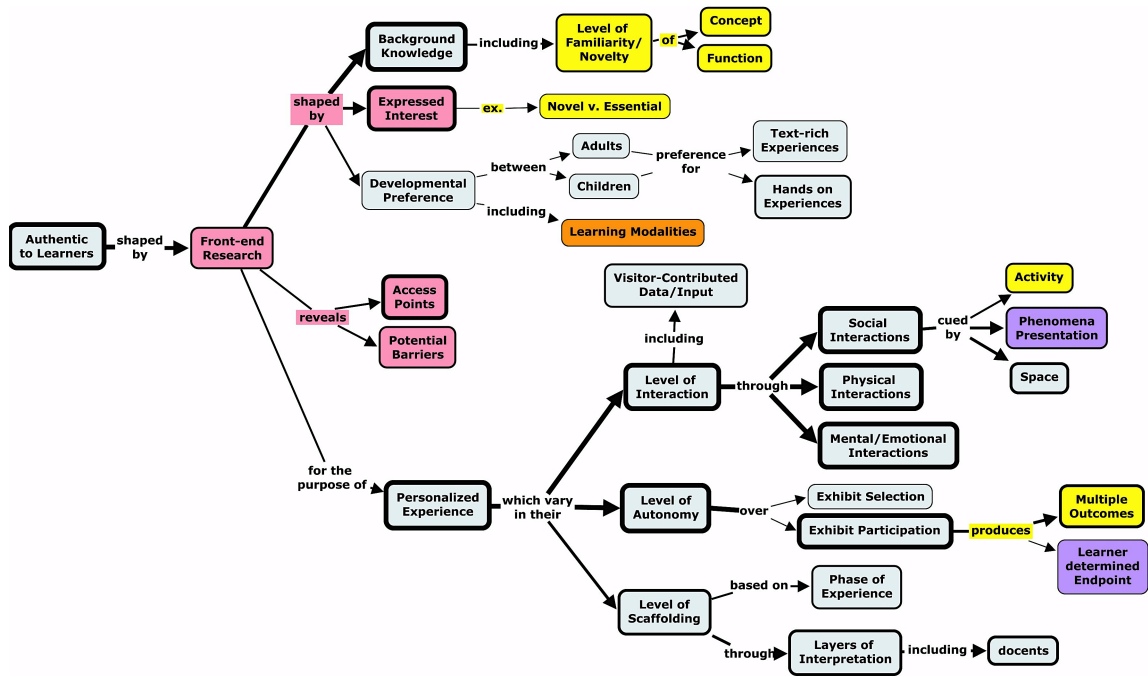 Authentic
to Learners
shaped
by
Front-end
Research
shaped
by
Background
Knowledge
including
Level of
Familiarity/
Novelty
of
Concept
Function
Expressed
Interest
ex.
Novel v. Essential
Developmental
Preference
between
Adults
Children
preference
for
Text-rich
Experiences
Hands on
Experiences
including
Learning Modalities
reveals
Access
Points
Potential
Barriers
for the
purpose of
Personalized
Experience
which vary
in their
Level of
Interaction
including
Visitor-Contributed
Data/Input
through
Social
Interactions
cued
by
Activity
Phenomena
Presentation
Space
Physical
Interactions
Mental/Emotional
Interactions
Level of
Autonomy
over
Exhibit Selection
Exhibit Participation
produces
Multiple
Outcomes
Learner
determined
Endpoint
Level of
Scaffolding
based on
Phase of
Experience
through
Layers of
Interpretation
including
docents